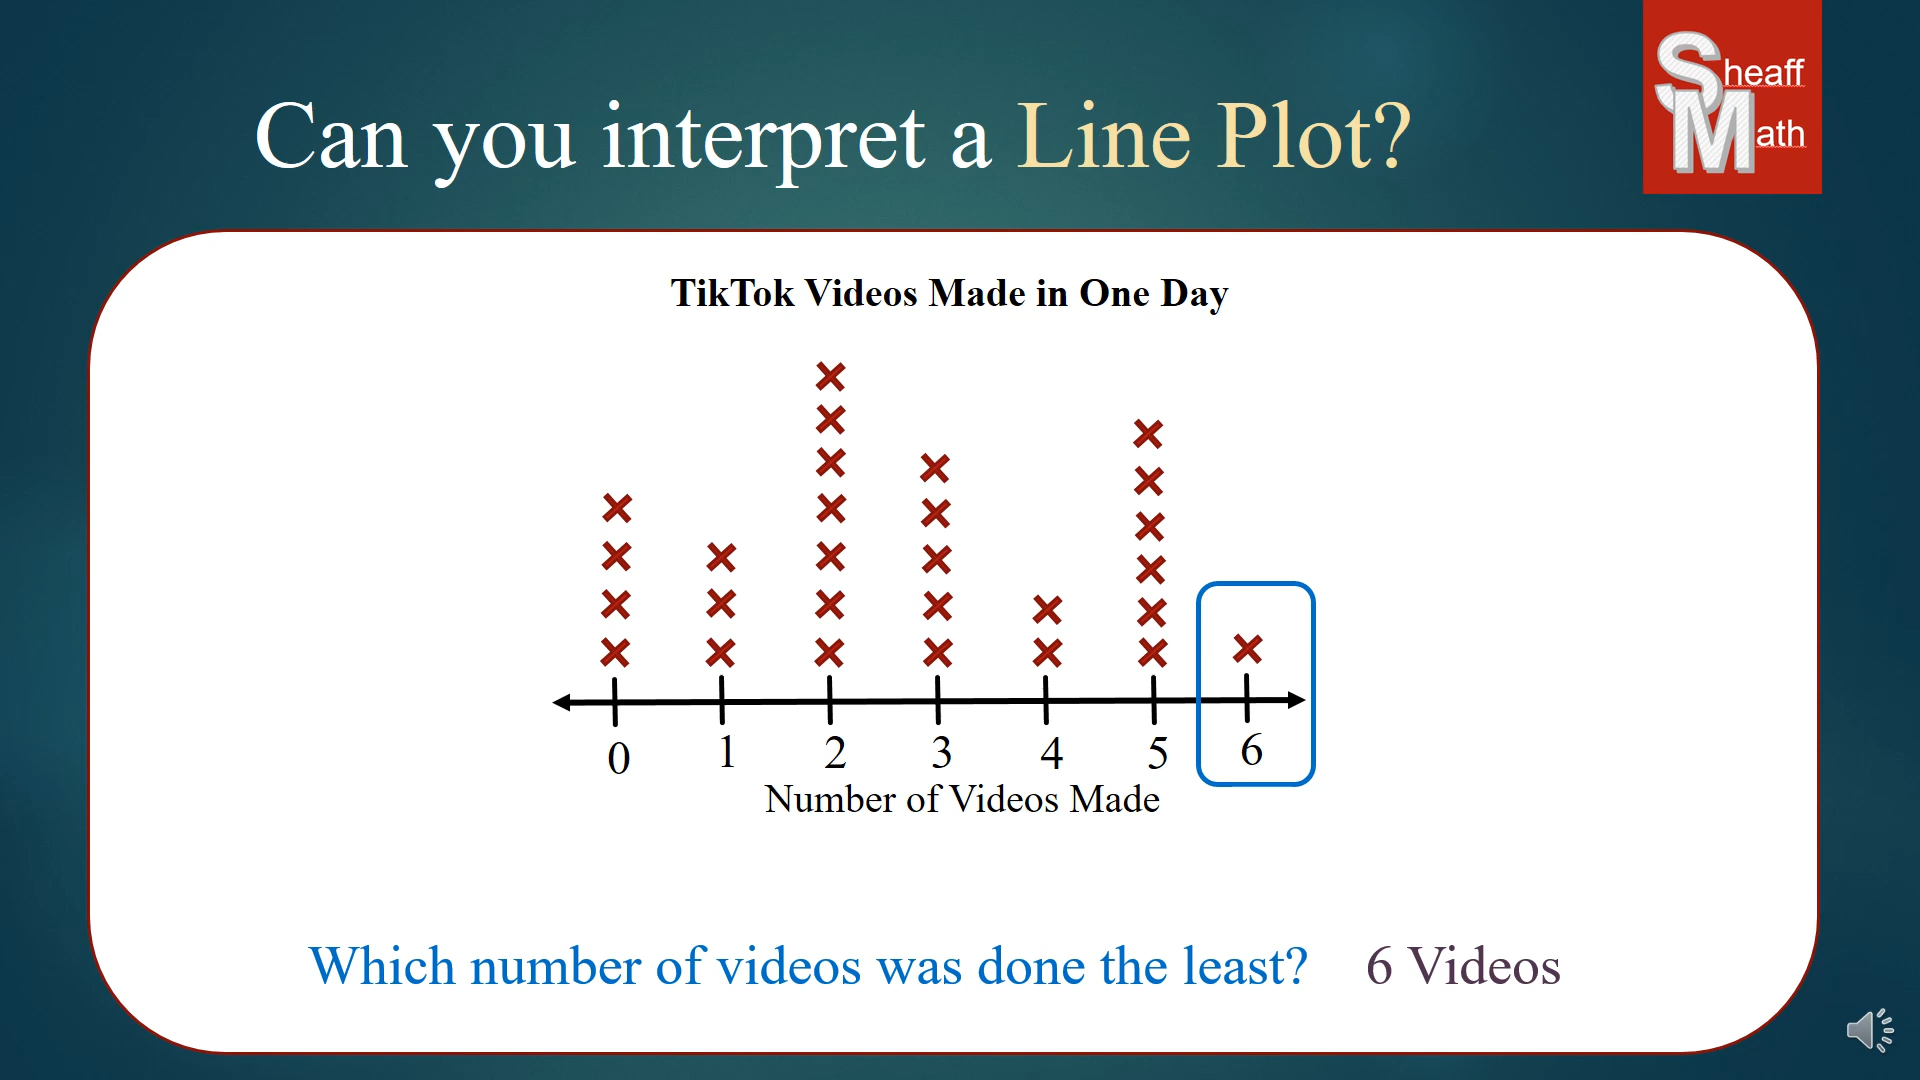 Sheaff
Math
Can you interpret a Line Plot?
TikTok Videos Made in One Day
0 1 2 3 4 5 6
Number of Videos Made
Which number of videos was done the least? 6 Videos